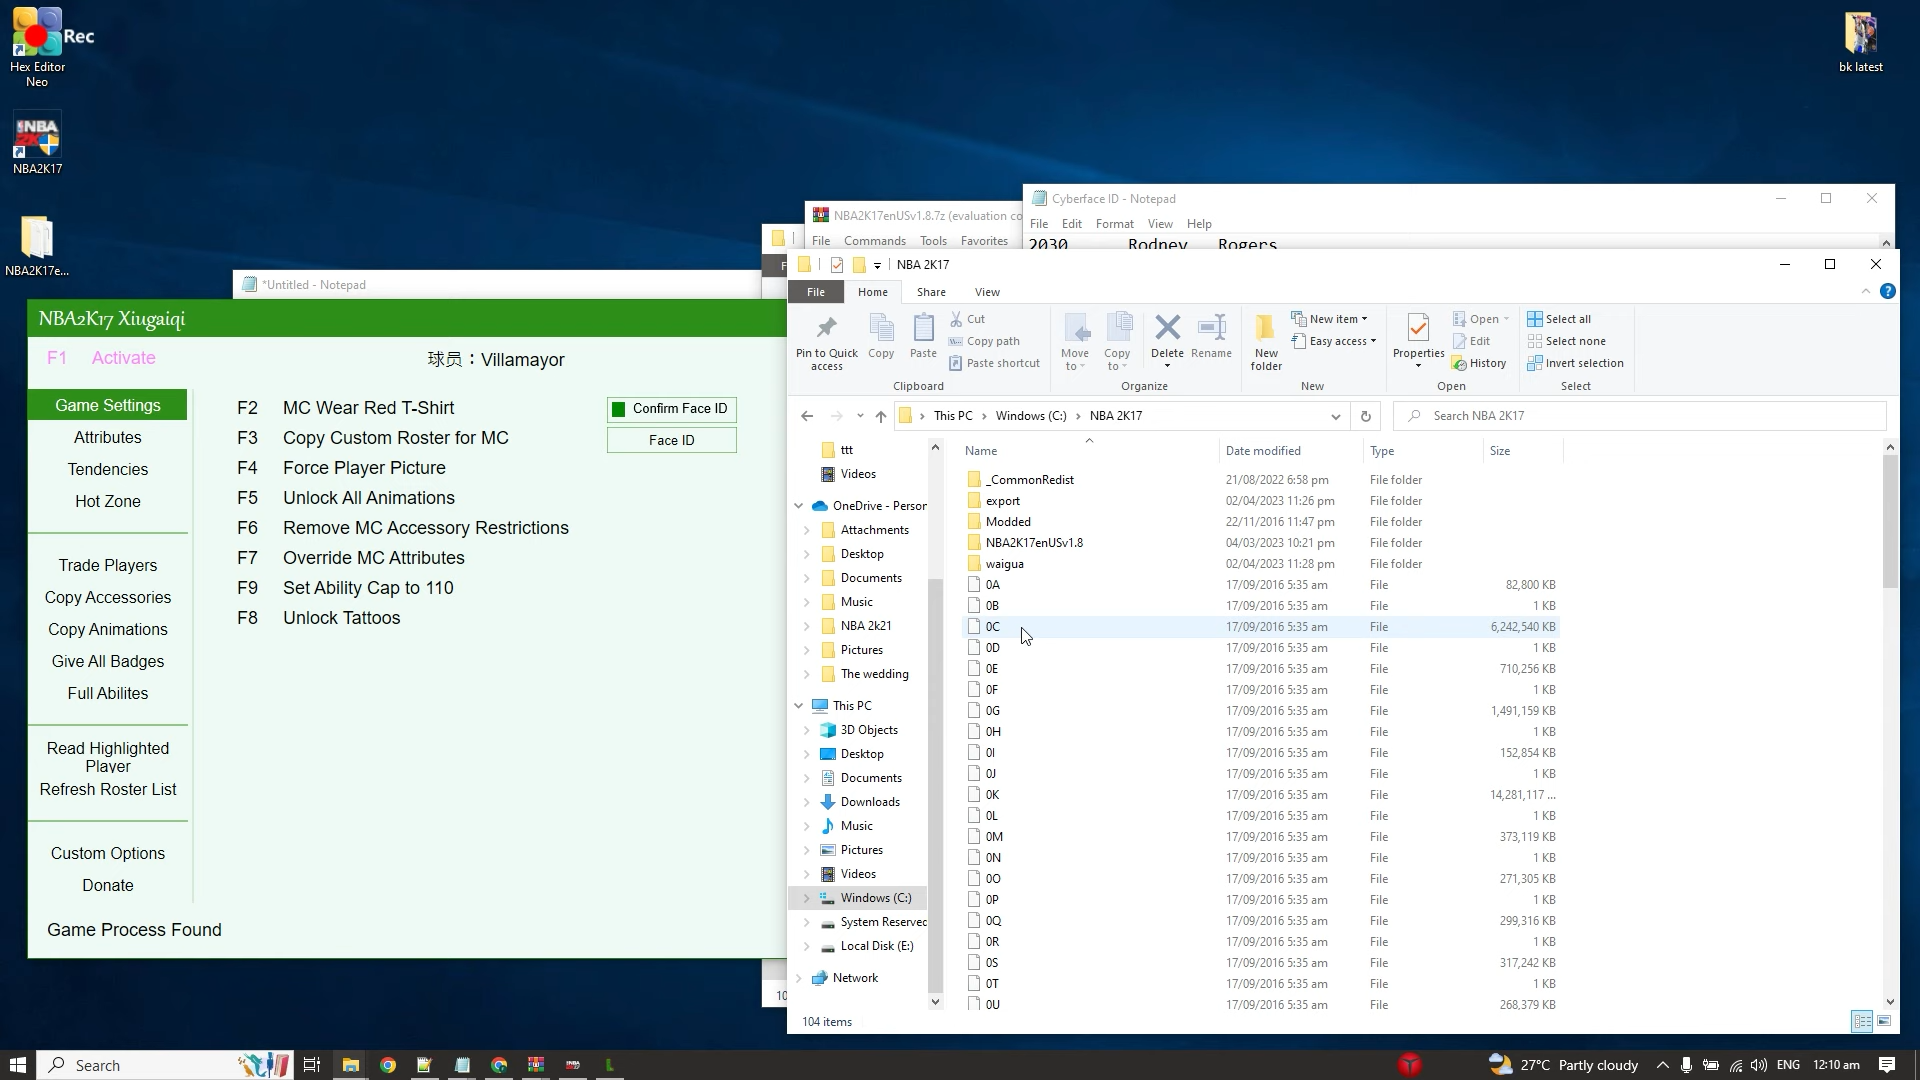 Rec
Hex Editor
Neo
NBA2K17
NBA2K17e...
bk latest
Cyberface ID - Notepad
File Edit Format View Help
2030 Rodney Rogers
NBA2K17enUSv1.8.7z (evaluation co
File Commands Tools Favorites
*Untitled - Notepad
NBA2K17 Xiugaiqi
F1 Activate
球员：Villamayor
Game Settings
Attributes
Tendencies
Hot Zone
Trade Players
Copy Accessories
Copy Animations
Give All Badges
Full Abilites
Read Highlighted
Player
Refresh Roster List
Custom Options
Donate
F2 MC Wear Red T-Shirt
F3 Copy Custom Roster for MC
F4 Force Player Picture
F5 Unlock All Animations
F6 Remove MC Accessory Restrictions
F7 Override MC Attributes
F9 Set Ability Cap to 110
F8 Unlock Tattoos
Confirm Face ID
Face ID
Game Process Found
NBA 2K17
File Home Share View
Pin to Quick
access
Copy
Paste
Cut
Copy path
Paste shortcut
Clipboard
Move
to
Copy
to
Delete
Rename
Organize
New
folder
New item
Easy access
New
Properties
Open
Edit
History
Open
Select all
Select none
Invert selection
Select
This PC Windows (C:) NBA 2K17
Search NBA 2K17
ttt
Videos
OneDrive - Person
Attachments
Desktop
Documents
Music
NBA 2k21
Pictures
The wedding
This PC
3D Objects
Desktop
Documents
Downloads
Music
Pictures
Videos
Windows (C:)
System Reserved
Local Disk (E:)
Network
Name Date modified Type Size
_CommonRedist 21/08/2022 6:58 pm File folder
export 02/04/2023 11:26 pm File folder
Modded 22/11/2016 11:47 pm File folder
NBA2K17enUSv1.8 04/03/2023 10:21 pm File folder
waigua 02/04/2023 11:28 pm File folder
0A 17/09/2016 5:35 am File 82,800 KB
0B 17/09/2016 5:35 am File 1 KB
0C 17/09/2016 5:35 am File 6,242,540 KB
0D 17/09/2016 5:35 am File 1 KB
0E 17/09/2016 5:35 am File 710,256 KB
0F 17/09/2016 5:35 am File 1 KB
0G 17/09/2016 5:35 am File 1,491,159 KB
0H 17/09/2016 5:35 am File 1 KB
0I 17/09/2016 5:35 am File 152,854 KB
0J 17/09/2016 5:35 am File 1 KB
0K 17/09/2016 5:35 am File 14,281,117 ...
0L 17/09/2016 5:35 am File 1 KB
0M 17/09/2016 5:35 am File 373,119 KB
0N 17/09/2016 5:35 am File 1 KB
0O 17/09/2016 5:35 am File 271,305 KB
0P 17/09/2016 5:35 am File 1 KB
0Q 17/09/2016 5:35 am File 299,316 KB
0R 17/09/2016 5:35 am File 1 KB
0S 17/09/2016 5:35 am File 317,242 KB
0T 17/09/2016 5:35 am File 1 KB
0U 17/09/2016 5:35 am File 268,379 KB
104 items
Search
27°C Partly cloudy
ENG 12:10 am